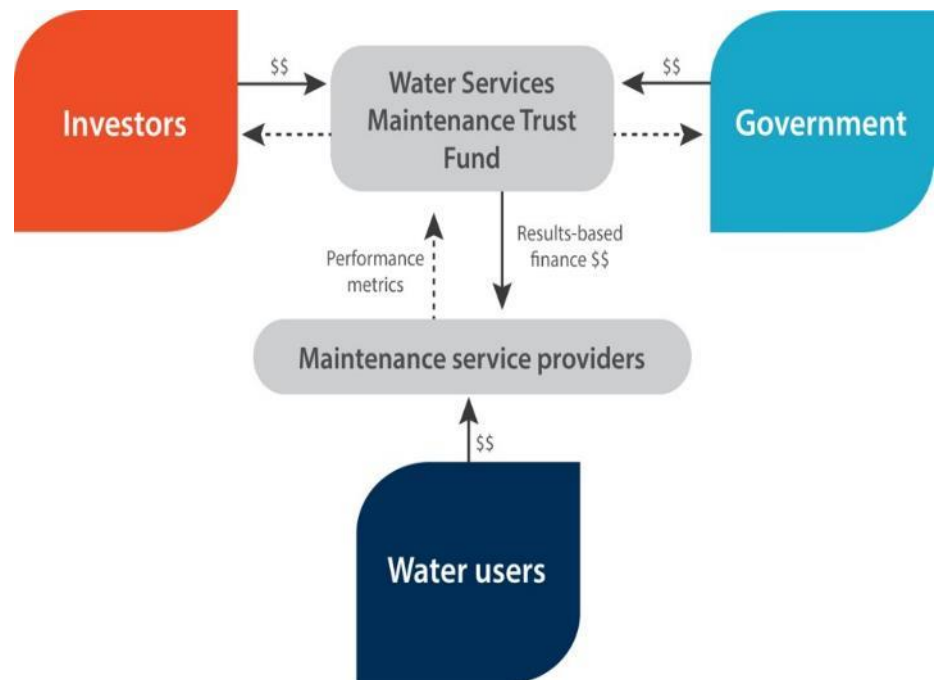 $$
$$
Water Services
Maintenance Trust
Fund
Investors
Government
Performance
metrics
Results-based
finance $$
Maintenance service providers
$$
Water users